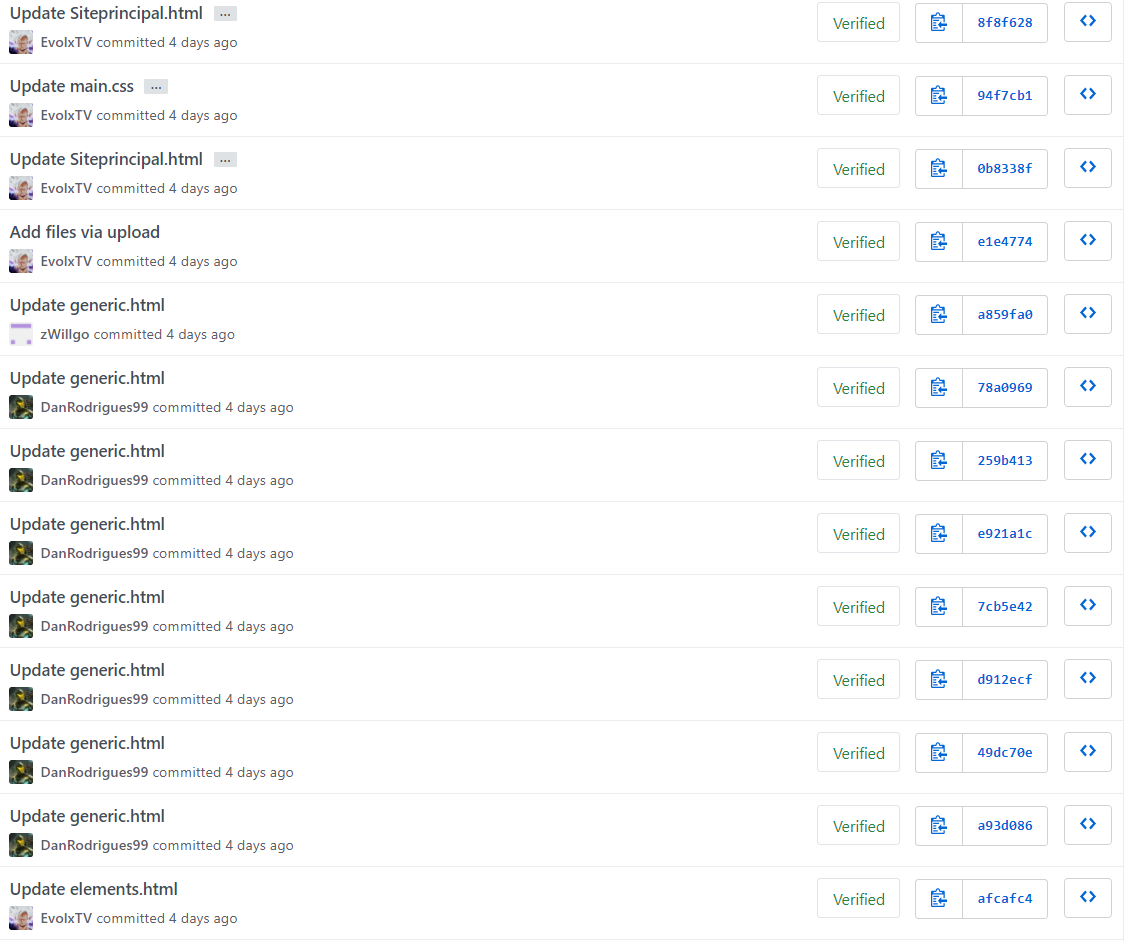 Update Siteprincipal.html …
Verified 8f8f628
EvolxTV committed 4 days ago
Update main.css …
Verified 94f7cb1
EvolxTV committed 4 days ago
Update Siteprincipal.html …
Verified 0b8338f
EvolxTV committed 4 days ago
Add files via upload
Verified e1e4774
EvolxTV committed 4 days ago
Update generic.html
Verified a859fa0
zWillgo committed 4 days ago
Update generic.html
Verified 78a0969
DanRodrigues99 committed 4 days ago
Update generic.html
Verified 259b413
DanRodrigues99 committed 4 days ago
Update generic.html
Verified e921a1c
DanRodrigues99 committed 4 days ago
Update generic.html
Verified 7cb5e42
DanRodrigues99 committed 4 days ago
Update generic.html
Verified d912ecf
DanRodrigues99 committed 4 days ago
Update generic.html
Verified 49dc70e
DanRodrigues99 committed 4 days ago
Update generic.html
Verified a93d086
DanRodrigues99 committed 4 days ago
Update elements.html
Verified afcafc4
EvolxTV committed 4 days ago